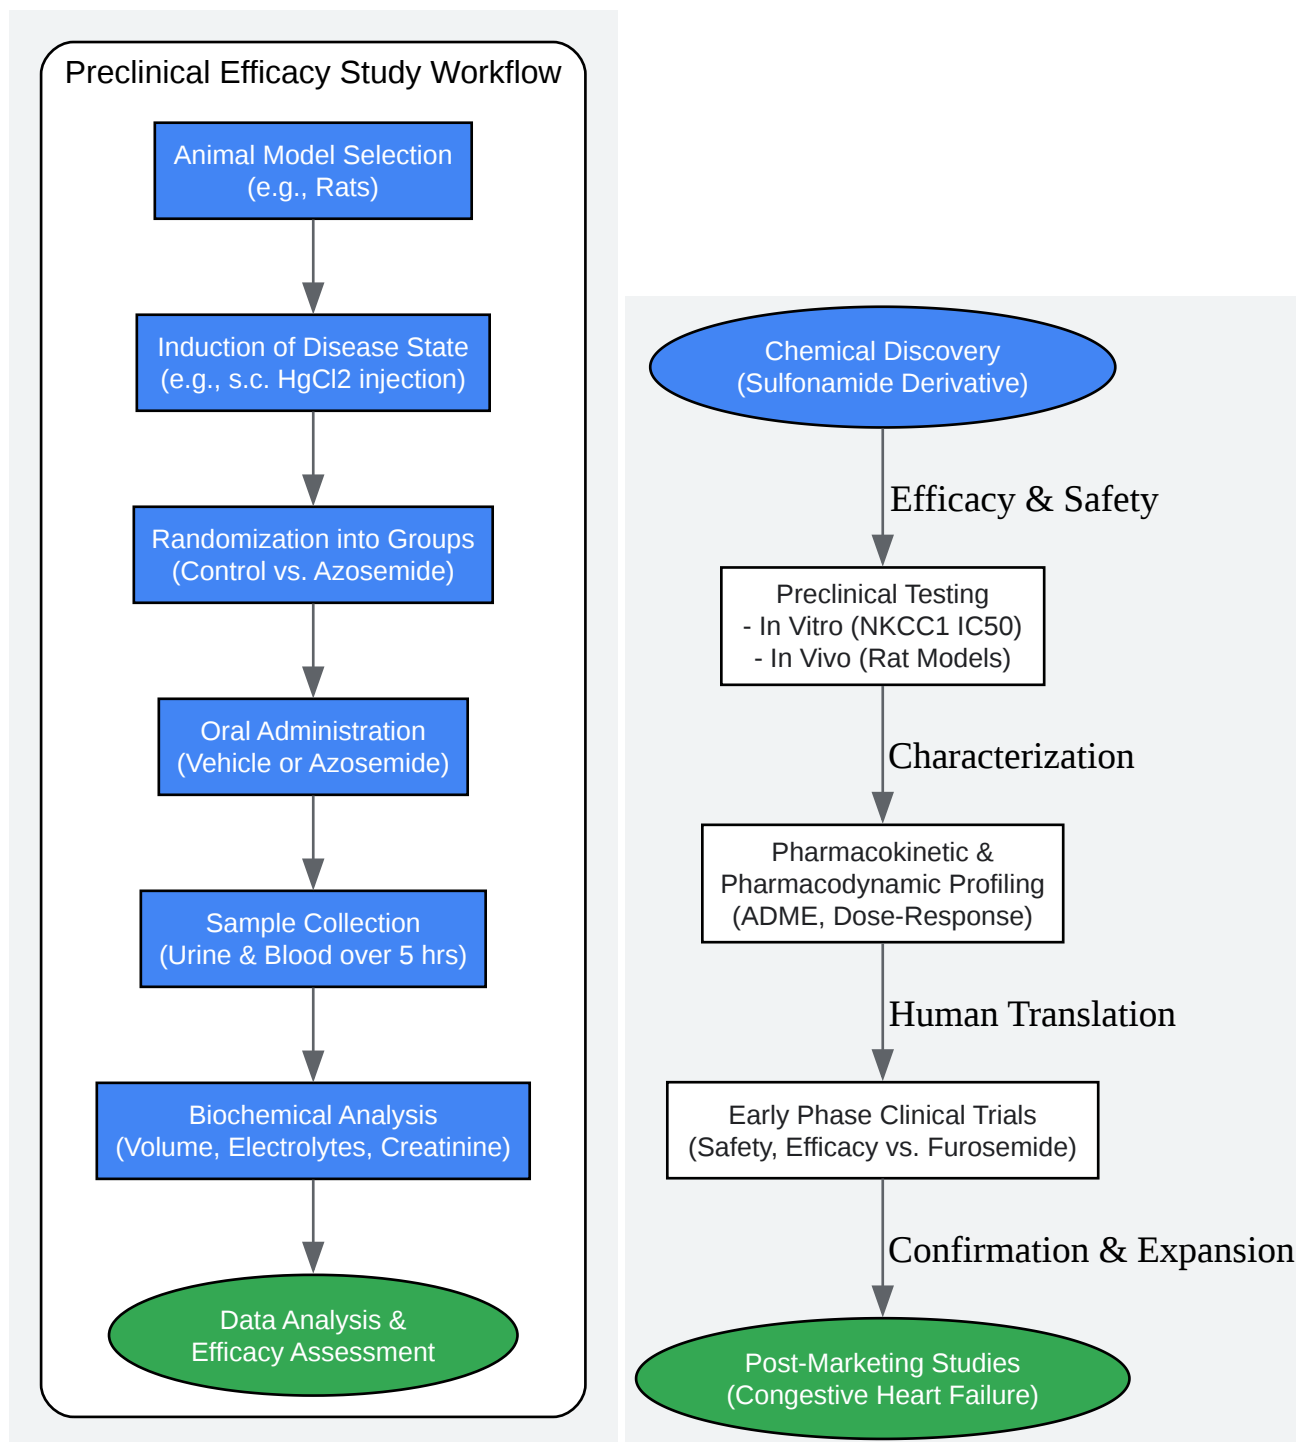 Preclinical Efficacy Study Workflow
Animal Model Selection
(e.g., Rats)
Induction of Disease State
(e.g., s.c. HgCl2 injection)
Randomization into Groups
(Control vs. Azosemide)
Oral Administration
(Vehicle or Azosemide)
Sample Collection
(Urine & Blood over 5 hrs)
Biochemical Analysis
(Volume, Electrolytes, Creatinine)
Data Analysis &
Efficacy Assessment
Chemical Discovery
(Sulfonamide Derivative)
Efficacy & Safety
Preclinical Testing
- In Vitro (NKCC1 IC50)
- In Vivo (Rat Models)
Characterization
Pharmacokinetic &
Pharmacodynamic Profiling
(ADME, Dose-Response)
Human Translation
Early Phase Clinical Trials
(Safety, Efficacy vs. Furosemide)
Confirmation & Expansion
Post-Marketing Studies
(Congestive Heart Failure)